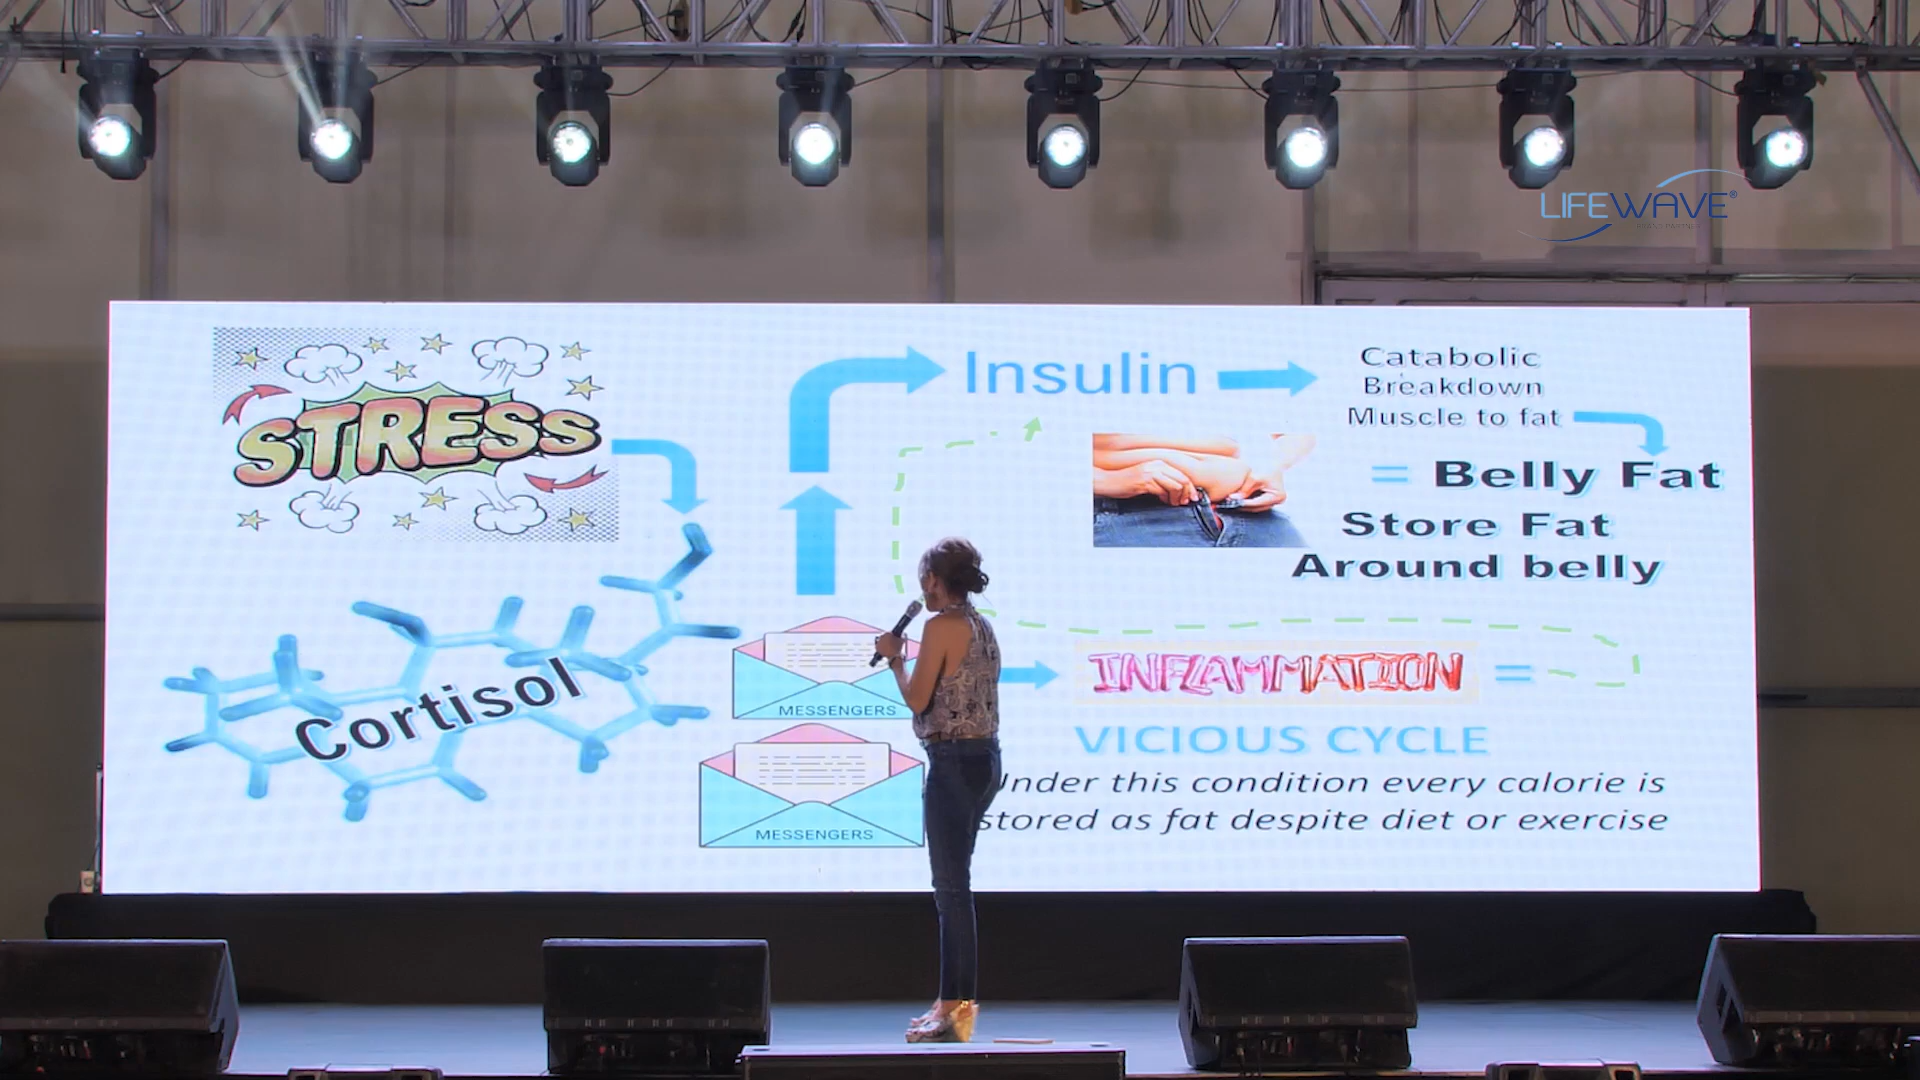 LIFEWAVE®
STRESS
Insulin
Catabolic
Breakdown
Muscle to fat
= Belly Fat
Store Fat
Around belly
Cortisol
MESSENGERS
INFLAMMATION =
VICIOUS CYCLE
MESSENGERS
Under this condition every calorie is
stored as fat despite diet or exercise